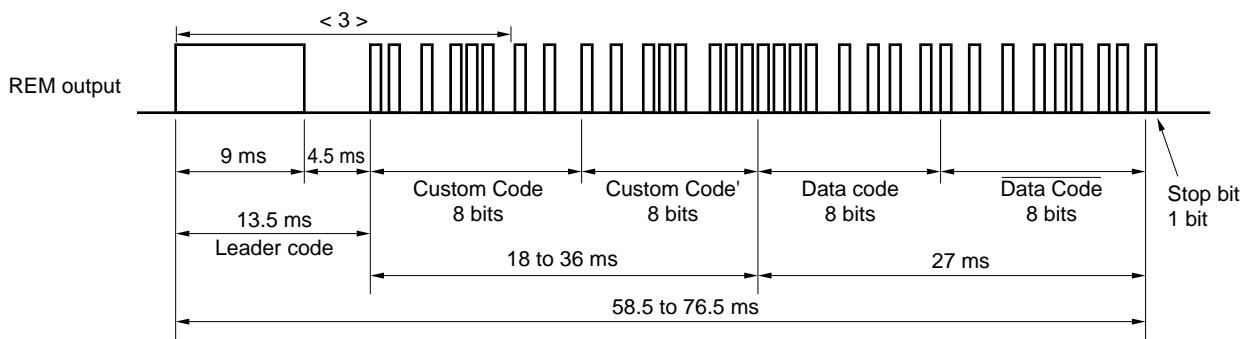 < 3 >
REM output
9 ms
4.5 ms
Custom Code
8 bits
Custom Code'
8 bits
Data code
8 bits
Data Code
8 bits
Stop bit
1 bit
13.5 ms
Leader code
18 to 36 ms
27 ms
58.5 to 76.5 ms